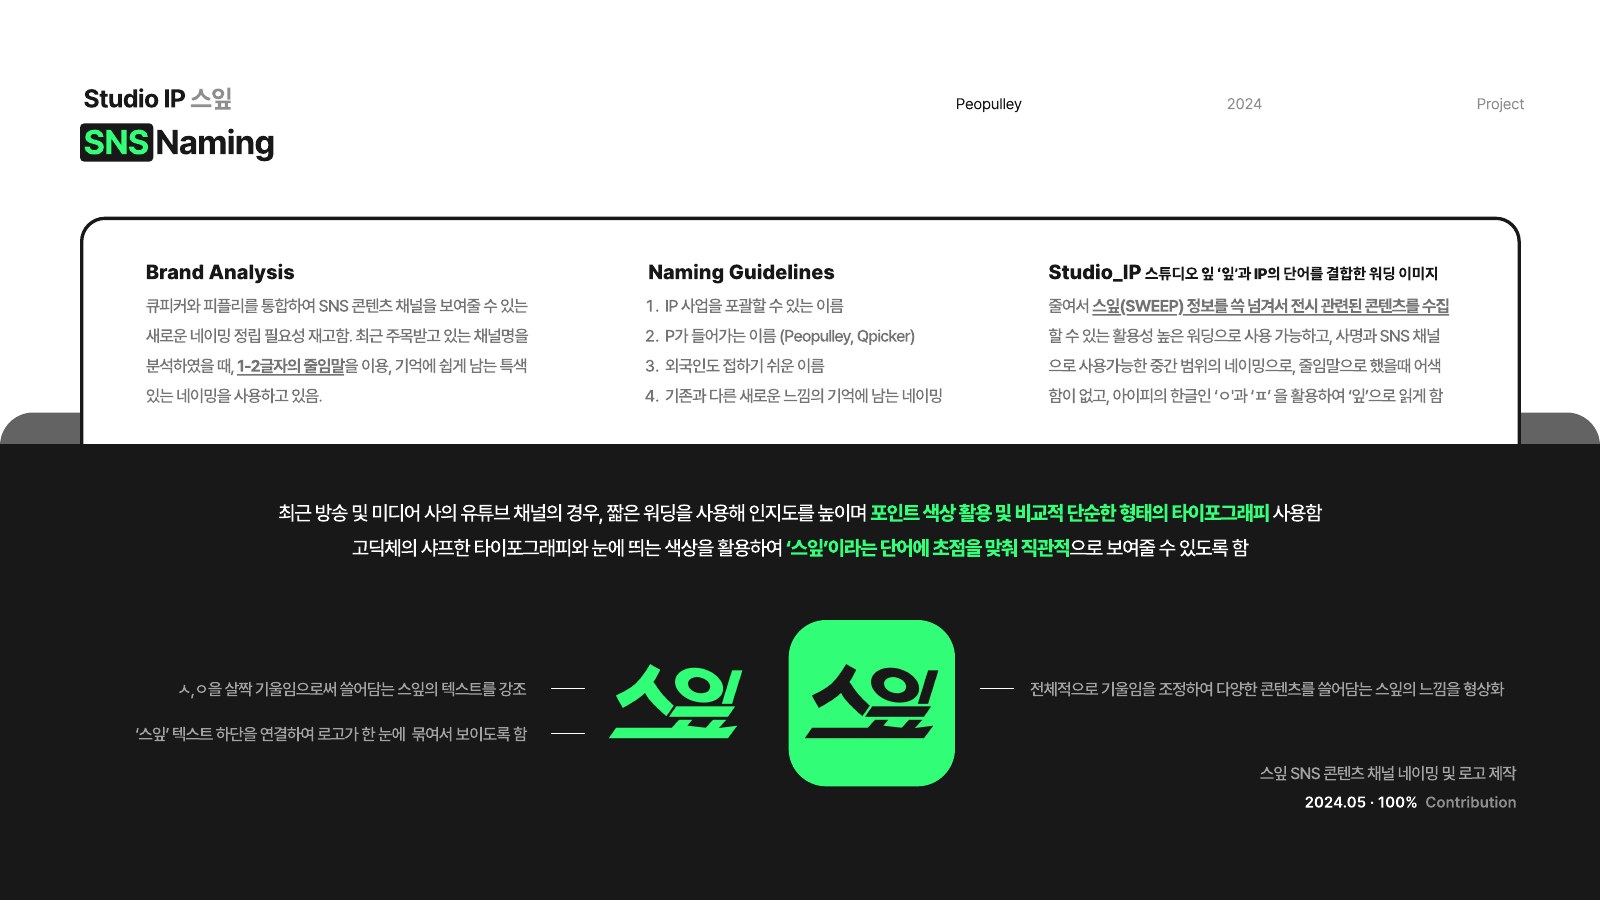 Studio IP 스잎
SNS Naming
Peopulley
2024
Project
Brand Analysis
큐피커와 피플리를 통합하여 SNS 콘텐츠 채널을 보여줄 수 있는
새로운 네이밍 정립 필요성 재고함. 최근 주목받고 있는 채널명을
분석하였을 때, 1-2글자의 줄임말을 이용, 기억에 쉽게 남는 특색
있는 네이밍을 사용하고 있음.
Naming Guidelines
1. IP 사업을 포괄할 수 있는 이름
2. P가 들어가는 이름 (Peopulley, Qpicker)
3. 외국인도 접하기 쉬운 이름
4. 기존과 다른 새로운 느낌의 기억에 남는 네이밍
Studio_IP 스튜디오 잎 ‘잎’과 IP의 단어를 결합한 워딩 이미지
줄여서 스잎(SWEEP) 정보를 쓱 넘겨서 전시 관련된 콘텐츠를 수집
할 수 있는 활용성 높은 워딩으로 사용 가능하고, 사명과 SNS 채널
으로 사용가능한 중간 범위의 네이밍으로, 줄임말으로 했을때 어색
함이 없고, 아이피의 한글인 ‘ㅇ’과 ‘ㅍ’ 을 활용하여 ‘잎’으로 읽게 함
최근 방송 및 미디어 사의 유튜브 채널의 경우, 짧은 워딩을 사용해 인지도를 높이며 포인트 색상 활용 및 비교적 단순한 형태의 타이포그래피 사용함
고딕체의 샤프한 타이포그래피와 눈에 띄는 색상을 활용하여 ‘스잎’이라는 단어에 초점을 맞춰 직관적으로 보여줄 수 있도록 함
ㅅ,ㅇ을 살짝 기울임으로써 쓸어담는 스잎의 텍스트를 강조
‘스잎’ 텍스트 하단을 연결하여 로고가 한 눈에 묶여서 보이도록 함
스잎
스잎
전체적으로 기울임을 조정하여 다양한 콘텐츠를 쓸어담는 스잎의 느낌을 형상화
스잎 SNS 콘텐츠 채널 네이밍 및 로고 제작
2024.05 · 100% Contribution